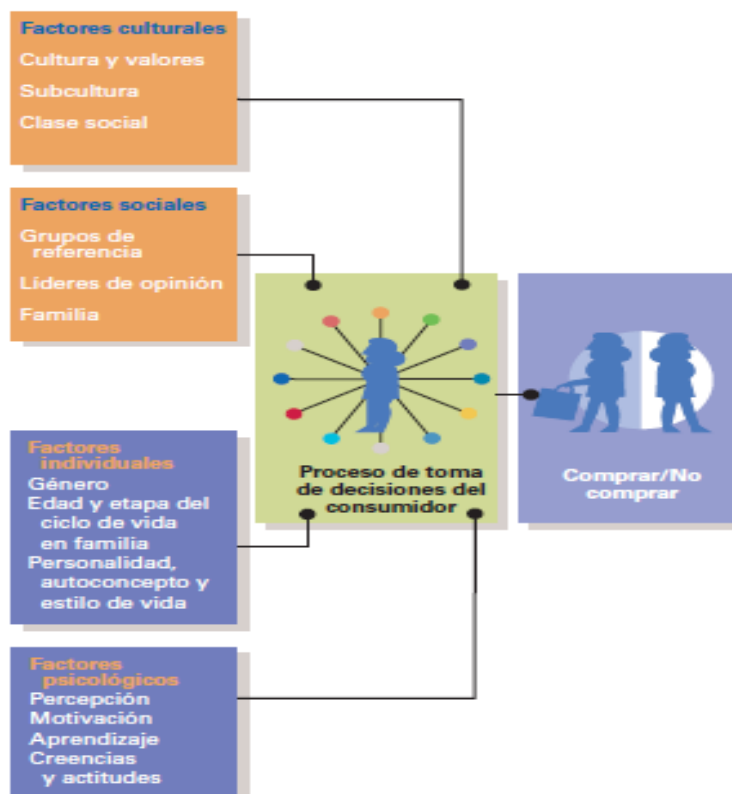 Factores culturales
Cultura y valores
Subcultura
Clase social
Factores sociales
Grupos de
referencia
Líderes de opinión
Familia
Factores
individuales
Género
Edad y etapa del
ciclo de vida
en familia
Personalidad,
autoconcepto y
estilo de vida
Factores
psicológicos
Percepción
Motivación
Aprendizaje
Creencias
y actitudes
Proceso de toma
de decisiones del
consumidor
Comprar/No
comprar